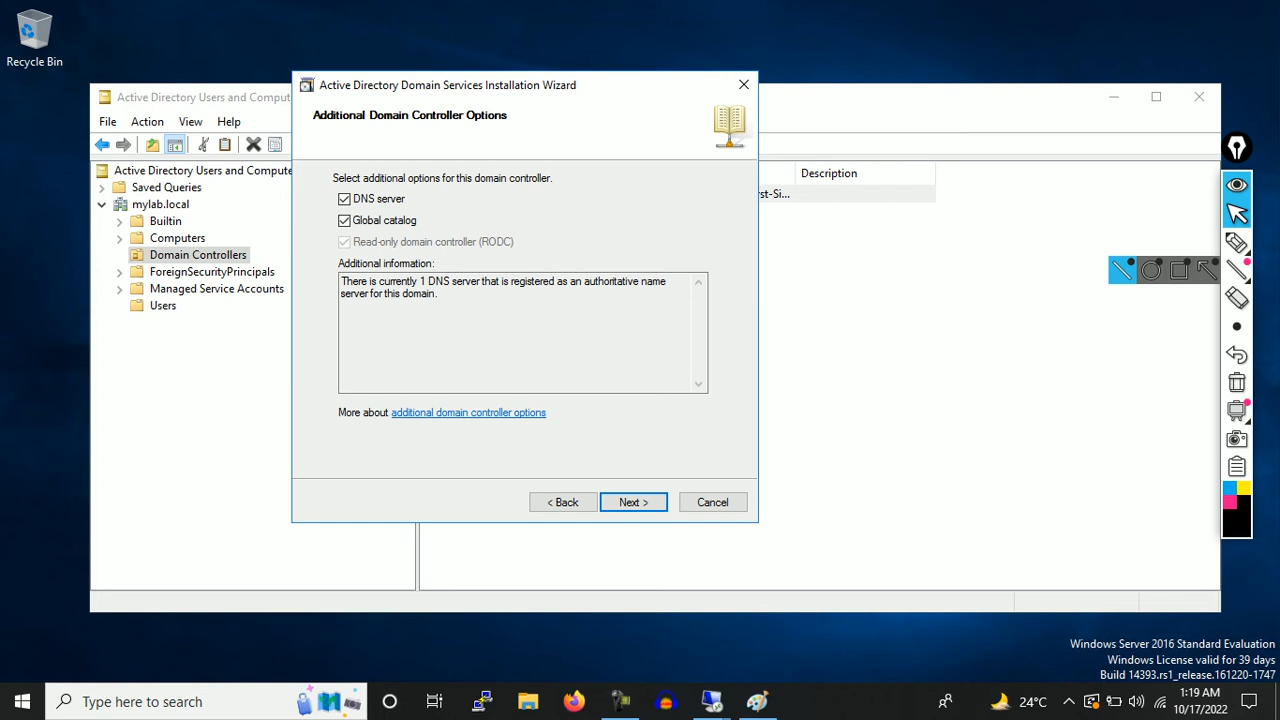 Recycle Bin
Active Directory Users and Comput
File Action View Help
Active Directory Users and Compute
Saved Queries
mylab.local
Builtin
Computers
Domain Controllers
ForeignSecurityPrincipals
Managed Service Accounts
Users
Description
rst-Si...
Active Directory Domain Services Installation Wizard
Additional Domain Controller Options
Select additional options for this domain controller.
DNS server
Global catalog
Read-only domain controller (RODC)
Additional information:
There is currently 1 DNS server that is registered as an authoritative name
server for this domain.
More about additional domain controller options
< Back Next > Cancel
Windows Server 2016 Standard Evaluation
Windows License valid for 39 days
Build 14393.rs1_release.161220-1747
Type here to search
24°C
1:19 AM
10/17/2022